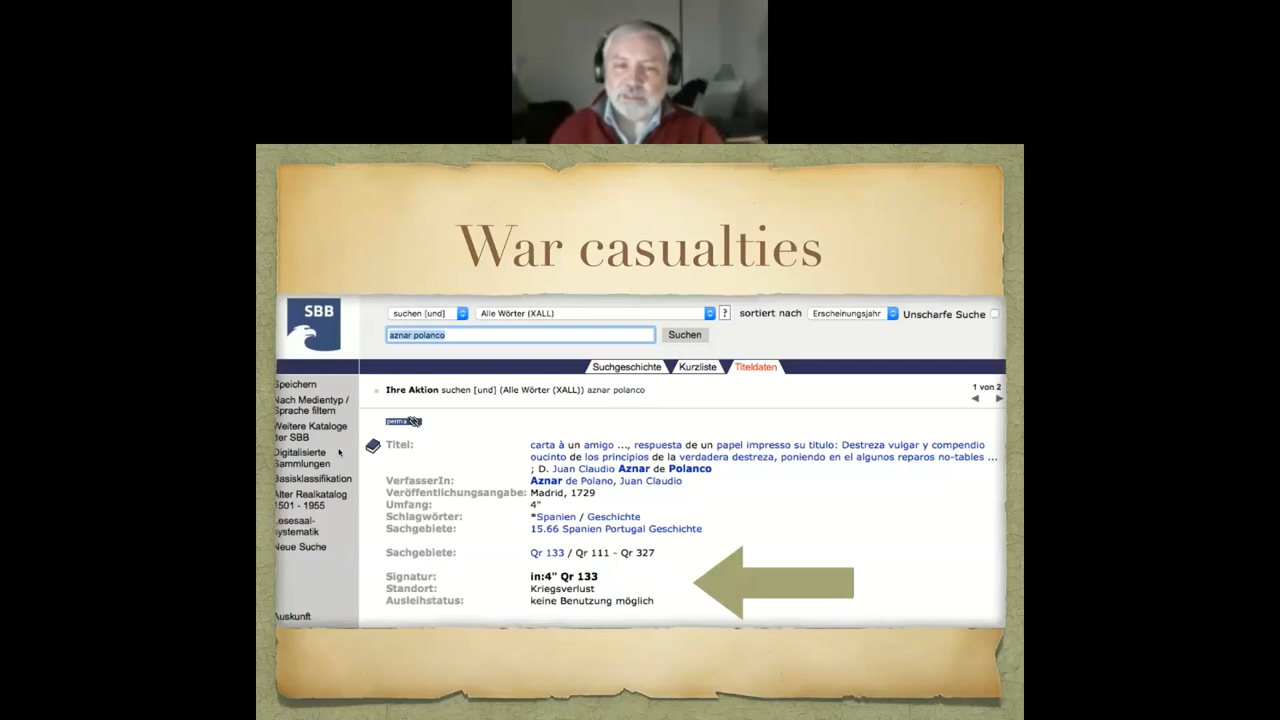 War casualties
SBB
suchen [und] Alle Wörter (XALL) ? sortiert nach Erscheinungsjahr Unscharfe Suche
aznar polanco Suchen
Suchgeschichte Kurzliste Titeldaten
Speichern
Nach Medientyp /
Sprache filtern
Weitere Kataloge
der SBB
Digitalisierte
Sammlungen
Basisklassifikation
Alter Realkatalog
1501 - 1955
Lesesaal-
systematik
Neue Suche
Auskunft
Ihre Aktion suchen [und] (Alle Wörter (XALL)) aznar polanco
1 von 2
Titel: carta à un amigo ..., respuesta de un papel impresso su titulo: Destreza vulgar y compendio
oucinto de los principios de la verdadera destreza, poniendo en el algunos reparos no-tables ...
; D. Juan Claudio Aznar de Polanco
VerfasserIn: Aznar de Polano, Juan Claudio
Veröffentlichungsangabe: Madrid, 1729
Umfang: 4"
Schlagwörter: *Spanien / Geschichte
Sachgebiete: 15.66 Spanien Portugal Geschichte
Sachgebiete: Qr 133 / Qr 111 - Qr 327
Signatur: in:4" Qr 133
Standort: Kriegsverlust
Ausleihstatus: keine Benutzung möglich